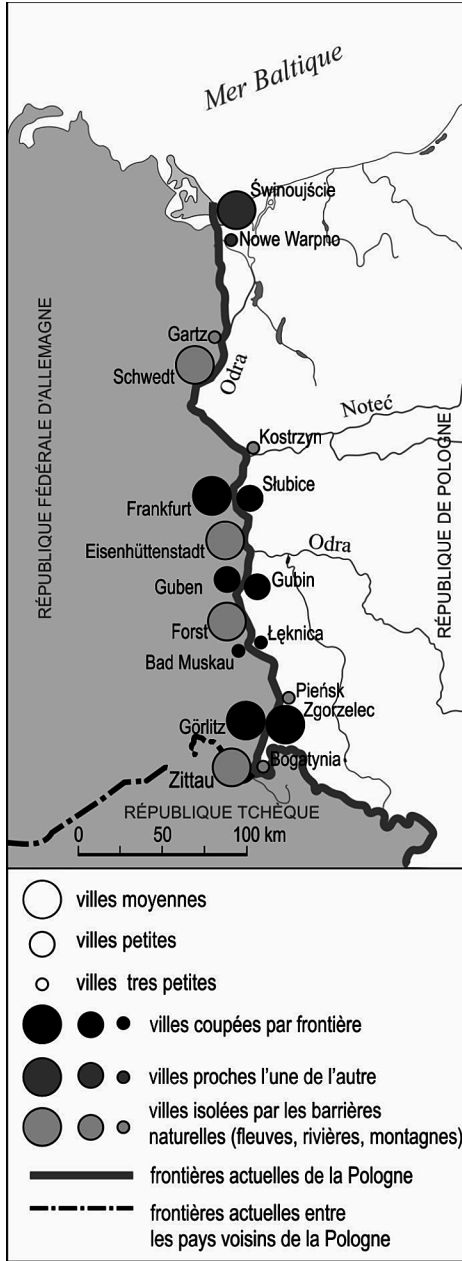 Mer Baltique
Świnoujście
Nowe Warpno
Gartz
Schwedt
Odra
Noteć
Kostrzyn
RÉPUBLIQUE FÉDÉRALE D'ALLEMAGNE
RÉPUBLIQUE DE POLOGNE
Frankfurt
Słubice
Eisenhüttenstadt
Odra
Guben
Gubin
Forst
Łęknica
Bad Muskau
Pieńsk
Zgorzelec
Görlitz
Bogatynia
Zittau
RÉPUBLIQUE TCHÈQUE
0 50 100 km
villes moyennes
villes petites
villes tres petites
villes coupées par frontière
villes proches l'une de l'autre
villes isolées par les barrières
naturelles (fleuves, rivières, montagnes)
frontières actuelles de la Pologne
frontières actuelles entre
les pays voisins de la Pologne